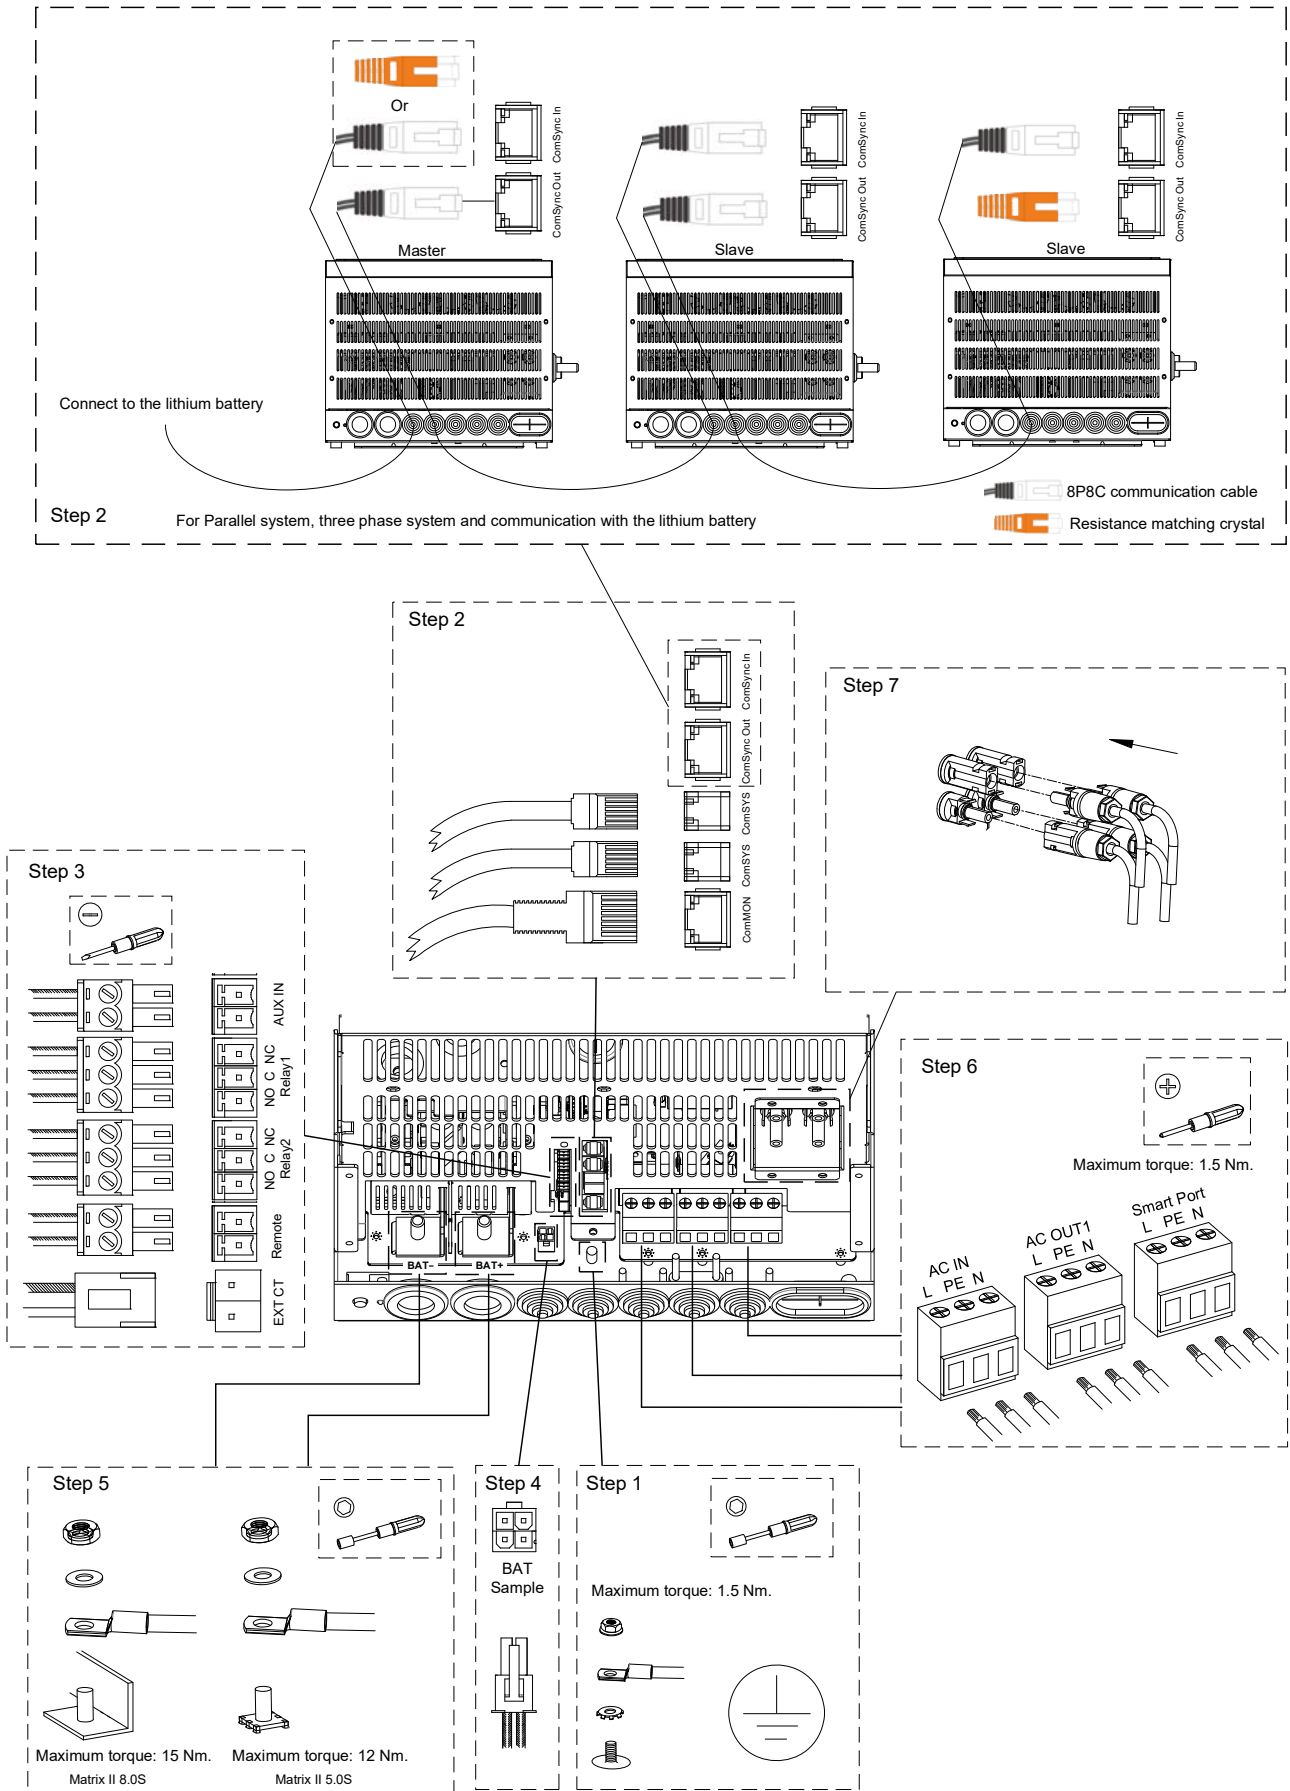 Or
ComSync In
ComSync Out
Master
ComSync In
ComSync Out
Slave
ComSync In
ComSync Out
Slave
Connect to the lithium battery
8P8C communication cable
Resistance matching crystal
Step 2
For Parallel system, three phase system and communication with the lithium battery
Step 2
ComSync In
ComSync Out
ComSYS
ComSYS
ComMON
Step 7
Step 3
AUX IN
NO C NC
Relay1
NO C NC
Relay2
Remote
EXT CT
BAT-
BAT+
Step 6
Maximum torque: 1.5 Nm.
AC IN
L PE N
AC OUT1
L PE N
Smart Port
L PE N
Step 5
Maximum torque: 15 Nm.
Matrix II 8.0S
Maximum torque: 12 Nm.
Matrix II 5.0S
Step 4
BAT
Sample
Step 1
Maximum torque: 1.5 Nm.